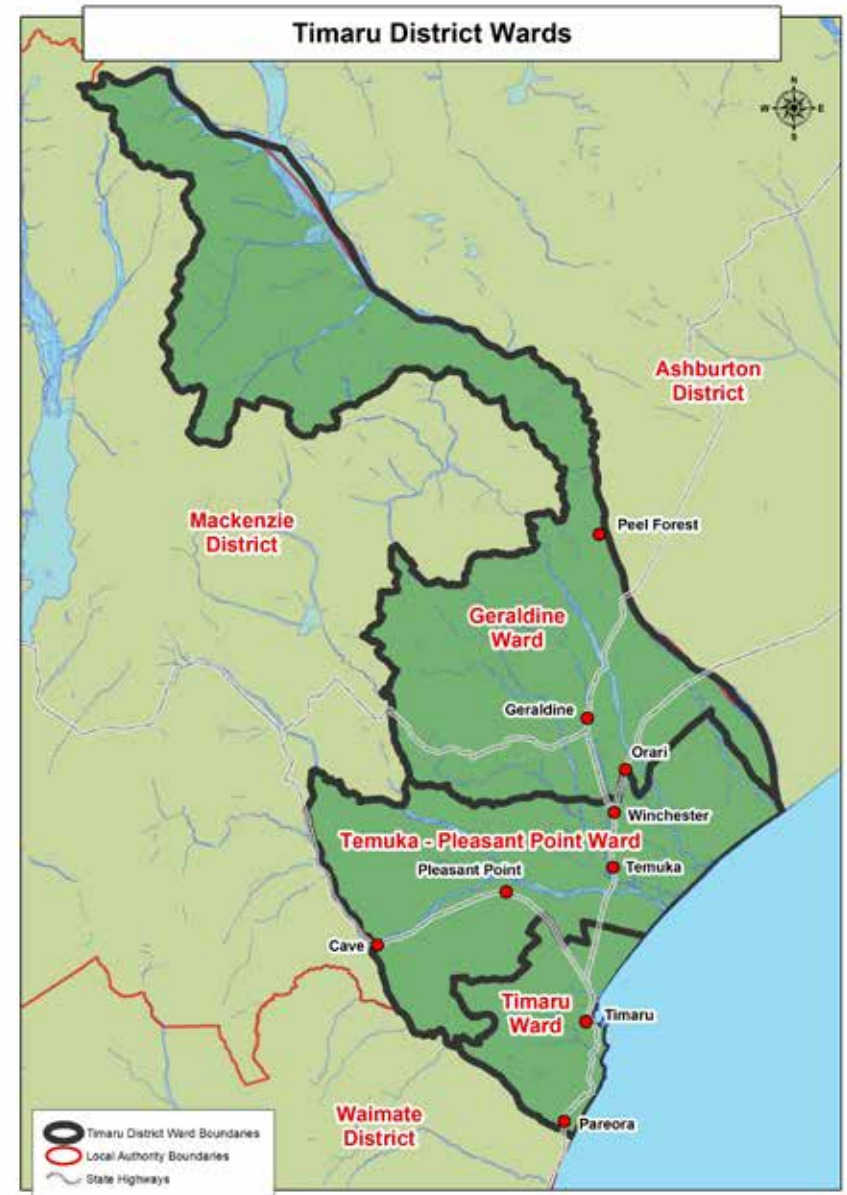 Timaru District Wards
N
W
E
S
Ashburton
District
Peel Forest
Mackenzie
District
Geraldine
Ward
Geraldine
Orari
Winchester
Temuka - Pleasant Point Ward
Pleasant Point
Temuka
Cave
Timaru
Ward
Timaru
Waimate
District
Pareora
Timaru District Ward Boundaries
Local Authority Boundaries
State Highways